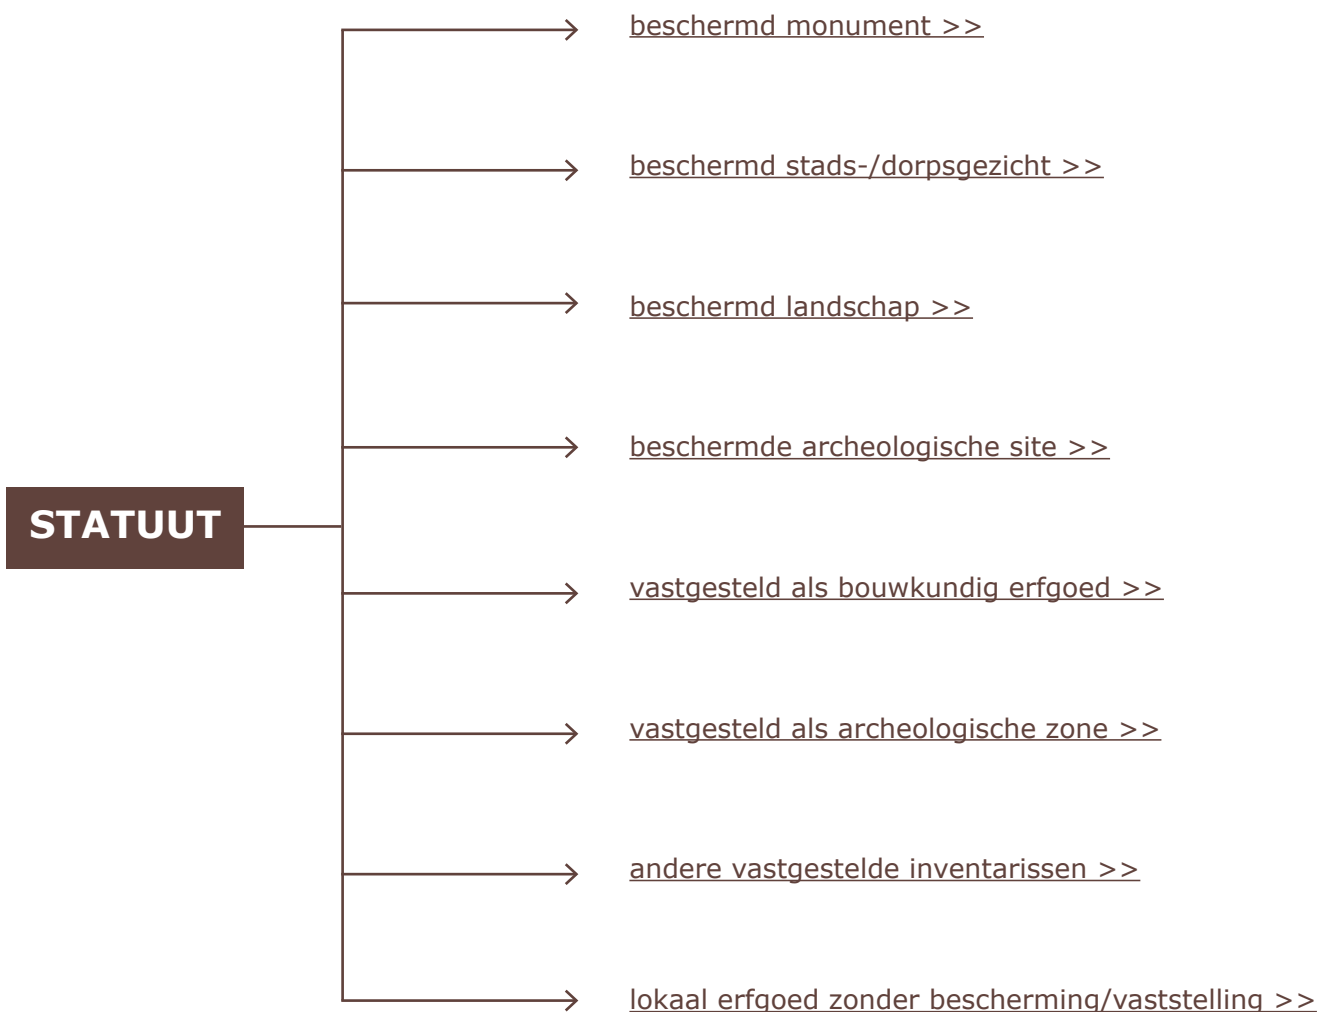 beschermd monument >>
beschermd stads-/dorpsgezicht >>
beschermd landschap >>
beschermde archeologische site >>
STATUUT
vastgesteld als bouwkundig erfgoed >>
vastgesteld als archeologische zone >>
andere vastgestelde inventarissen >>
lokaal erfgoed zonder bescherming/vaststelling >>